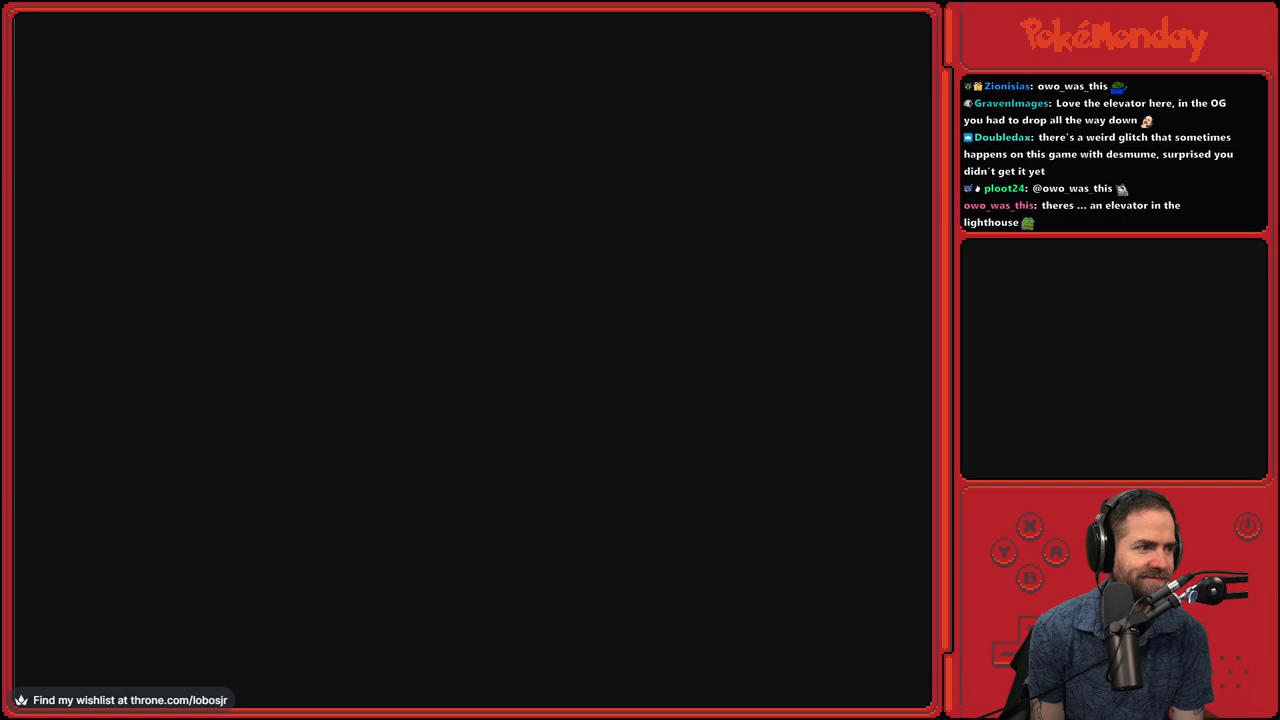 PokéMonday
Zionisias: owo_was_this
GravenImages: Love the elevator here, in the OG
you had to drop all the way down
Doubledax: there's a weird glitch that sometimes
happens on this game with desmume, surprised you
didn't get it yet
ploot24: @owo_was_this
owo_was_this: theres ... an elevator in the
lighthouse
X
Y
A
B
Find my wishlist at throne.com/lobosjr